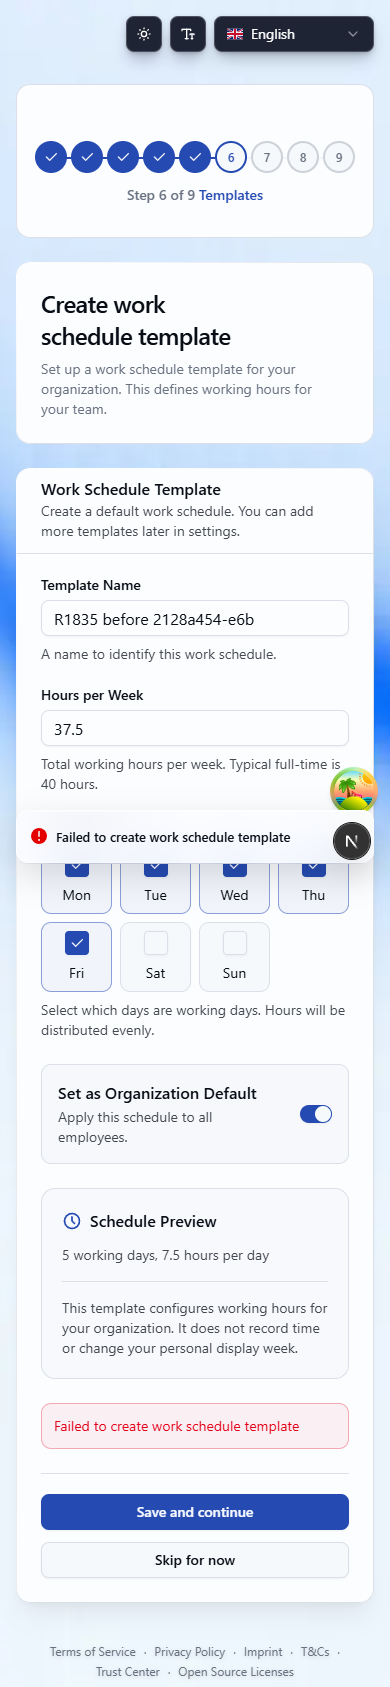 English
6 7 8 9
Step 6 of 9 Templates
Create work
schedule template
Set up a work schedule template for your
organization. This defines working hours for
your team.
Work Schedule Template
Create a default work schedule. You can add
more templates later in settings.
Template Name
R1835 before 2128a454-e6b
A name to identify this work schedule.
Hours per Week
37.5
Total working hours per week. Typical full-time is
40 hours.
Failed to create work schedule template
N
Mon Tue Wed Thu
Fri Sat Sun
Select which days are working days. Hours will be
distributed evenly.
Set as Organization Default
Apply this schedule to all
employees.
Schedule Preview
5 working days, 7.5 hours per day
This template configures working hours for
your organization. It does not record time
or change your personal display week.
Failed to create work schedule template
Save and continue
Skip for now
Terms of Service · Privacy Policy · Imprint · T&Cs ·
Trust Center · Open Source Licenses